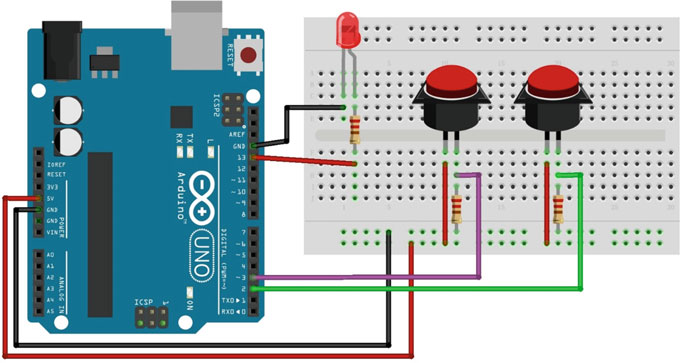 RESET
ICSP2
AREF
GND
13
12
~11
~10
~9
8
7
~6
~5
4
~3
2
TXD▶1
RXD◀0
DIGITAL (PWM~)
L
TX
RX
Arduino
UNO
ON
ICSP
IOREF
RESET
3V3
5V
GND
GND
VIN
POWER
A0
A1
A2
A3
A4
A5
ANALOG IN